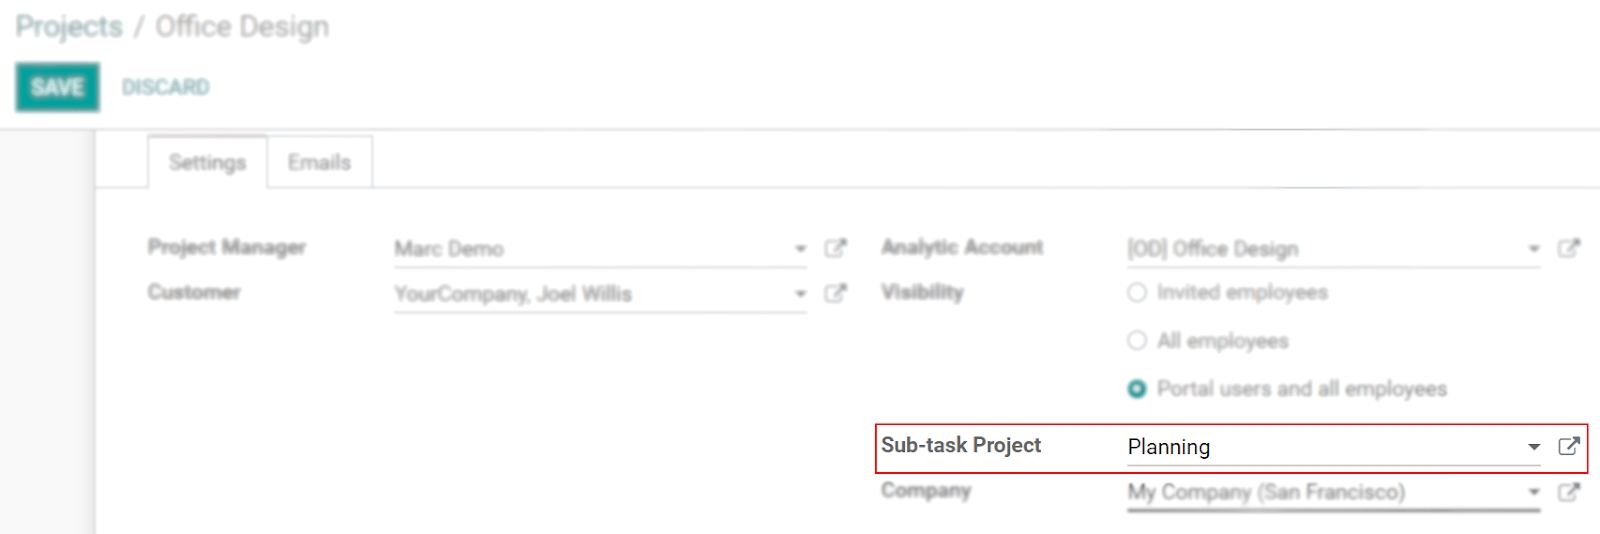 Projects / Office Design
SAVE DISCARD
Settings Emails
Project Manager Marc Demo
Customer YourCompany, Joel Willis
Analytic Account [OD] Office Design
Visibility Invited employees
All employees
Portal users and all employees
Sub-task Project Planning
Company My Company (San Francisco)